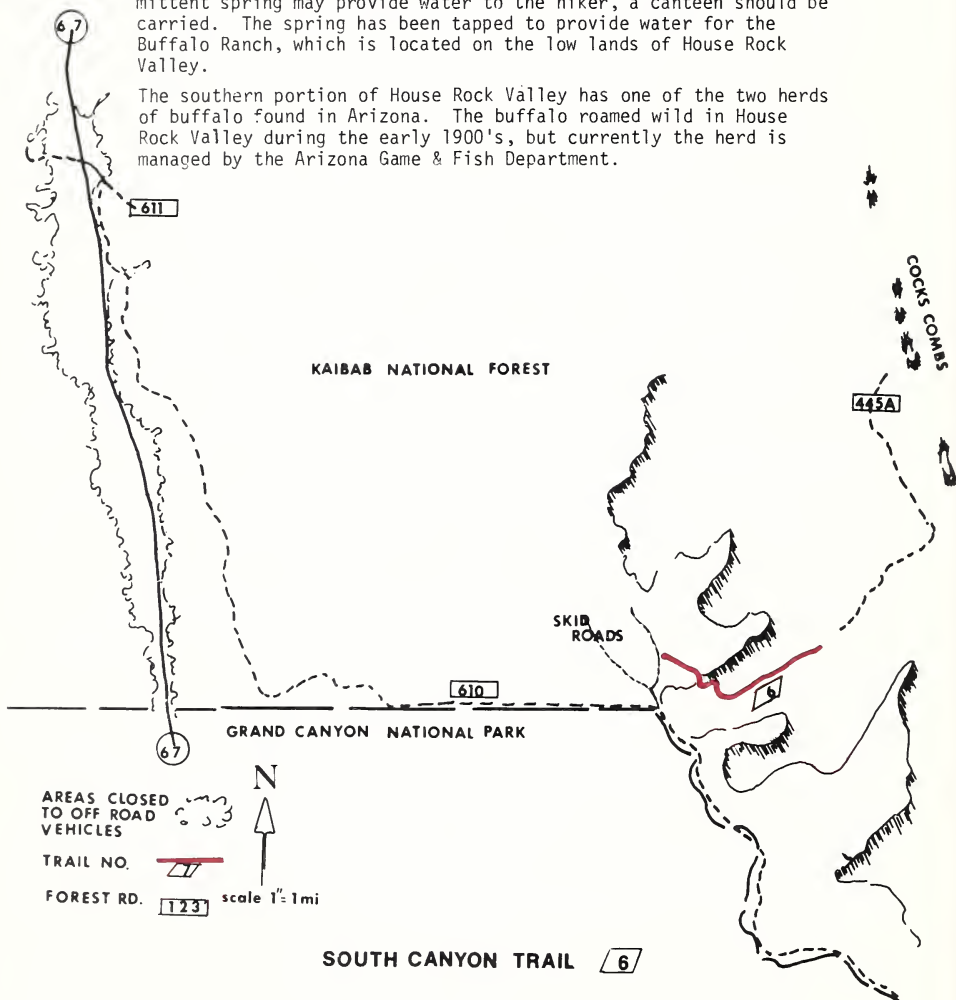 mittent spring may provide water to the hiker, a canteen should be
carried. The spring has been tapped to provide water for the
Buffalo Ranch, which is located on the low lands of House Rock
Valley.
The southern portion of House Rock Valley has one of the two herds
of buffalo found in Arizona. The buffalo roamed wild in House
Rock Valley during the early 1900's, but currently the herd is
managed by the Arizona Game & Fish Department.
67
611
COCKS COMBS
KAIBAB NATIONAL FOREST
445A
SKID
ROADS
6
610
GRAND CANYON NATIONAL PARK
67
N
AREAS CLOSED
TO OFF ROAD
VEHICLES
TRAIL NO.
7
FOREST RD.
123
scale 1"= 1mi
SOUTH CANYON TRAIL 6